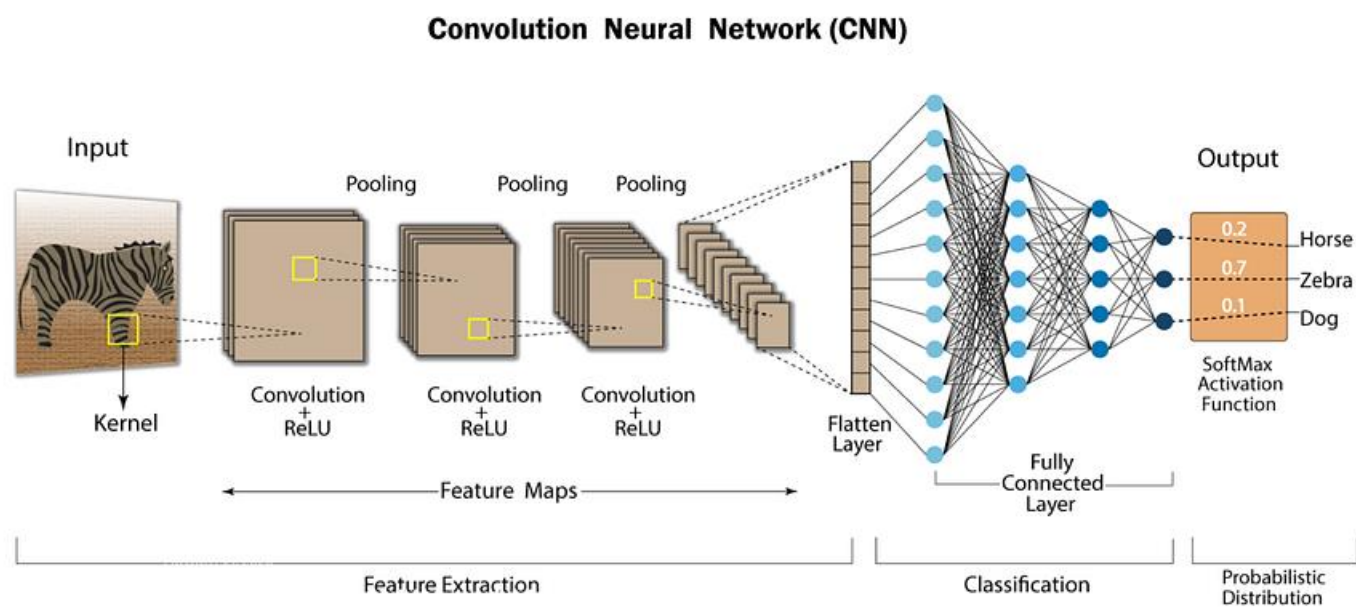 Convolution Neural Network (CNN)
Input
Output
Pooling
Pooling
Pooling
0.2
Horse
0.7
Zebra
0.1
Dog
SoftMax
Activation
Function
Kernel
Convolution
+
ReLU
Convolution
+
ReLU
Convolution
+
ReLU
Flatten
Layer
Feature Maps
Fully
Connected
Layer
Feature Extraction
Classification
Probabilistic
Distribution